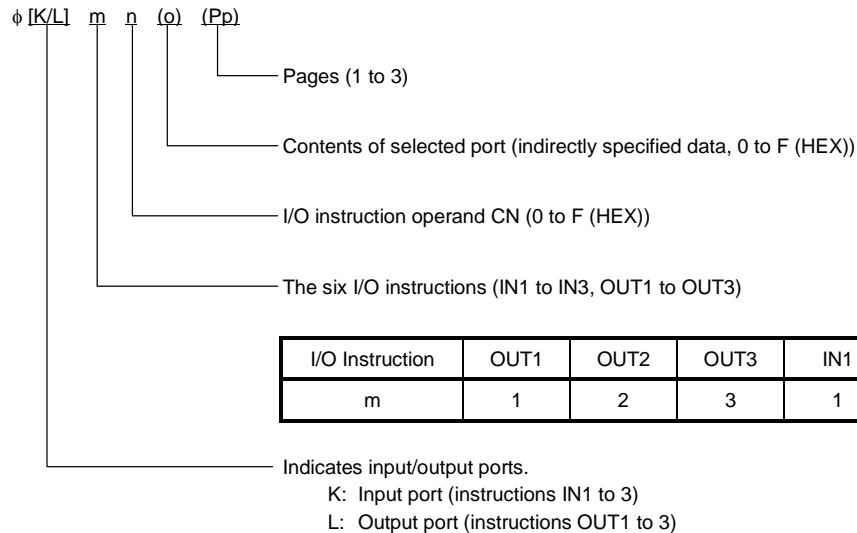 ϕ [K/L] m n (o) (Pp)
Pages (1 to 3)
Contents of selected port (indirectly specified data, 0 to F (HEX))
I/O instruction operand CN (0 to F (HEX))
The six I/O instructions (IN1 to IN3, OUT1 to OUT3)
I/O Instruction OUT1 OUT2 OUT3 IN1
m 1 2 3 1
Indicates input/output ports.
K: Input port (instructions IN1 to 3)
L: Output port (instructions OUT1 to 3)